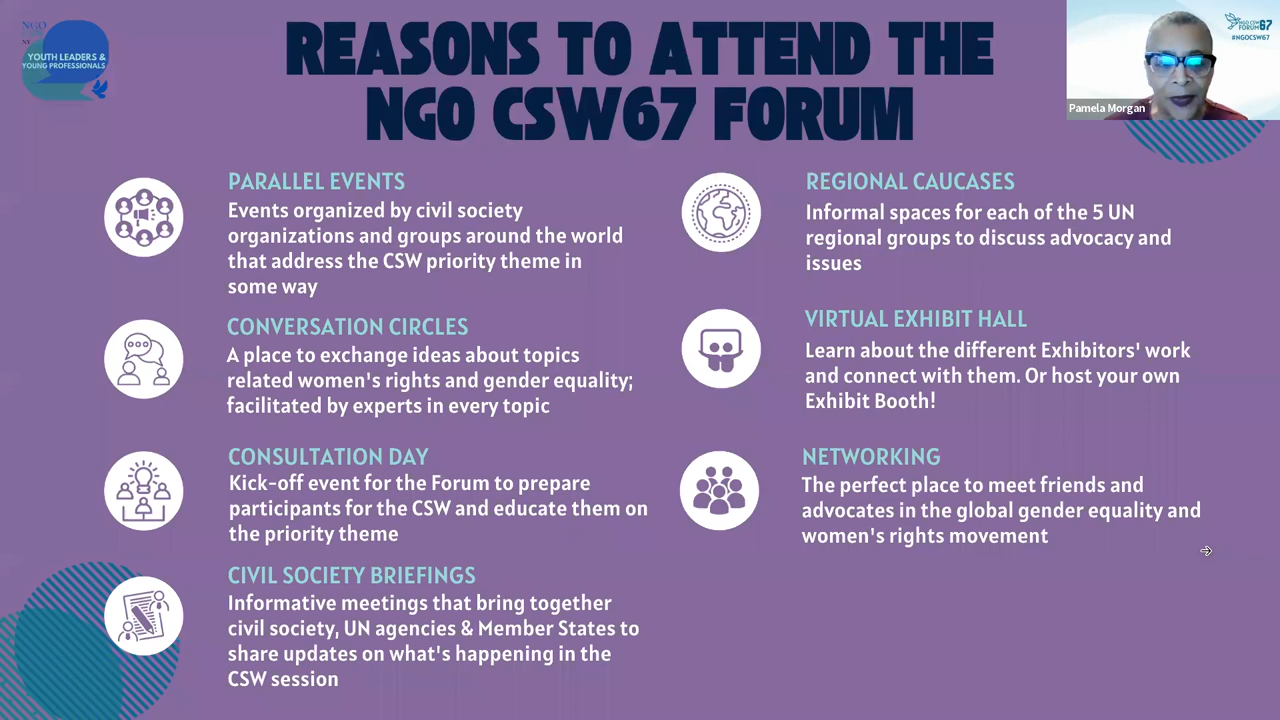 NGO
NY
YOUTH LEADERS &
YOUNG PROFESSIONALS
REASONS TO ATTEND THE
NGO CSW67 FORUM
NGO CSW
FORUM67
#NGOCSW67
Pamela Morgan
PARALLEL EVENTS
Events organized by civil society
organizations and groups around the world
that address the CSW priority theme in
some way
CONVERSATION CIRCLES
A place to exchange ideas about topics
related women's rights and gender equality;
facilitated by experts in every topic
CONSULTATION DAY
Kick-off event for the Forum to prepare
participants for the CSW and educate them on
the priority theme
CIVIL SOCIETY BRIEFINGS
Informative meetings that bring together
civil society, UN agencies & Member States to
share updates on what's happening in the
CSW session
REGIONAL CAUCASES
Informal spaces for each of the 5 UN
regional groups to discuss advocacy and
issues
VIRTUAL EXHIBIT HALL
Learn about the different Exhibitors' work
and connect with them. Or host your own
Exhibit Booth!
NETWORKING
The perfect place to meet friends and
advocates in the global gender equality and
women's rights movement